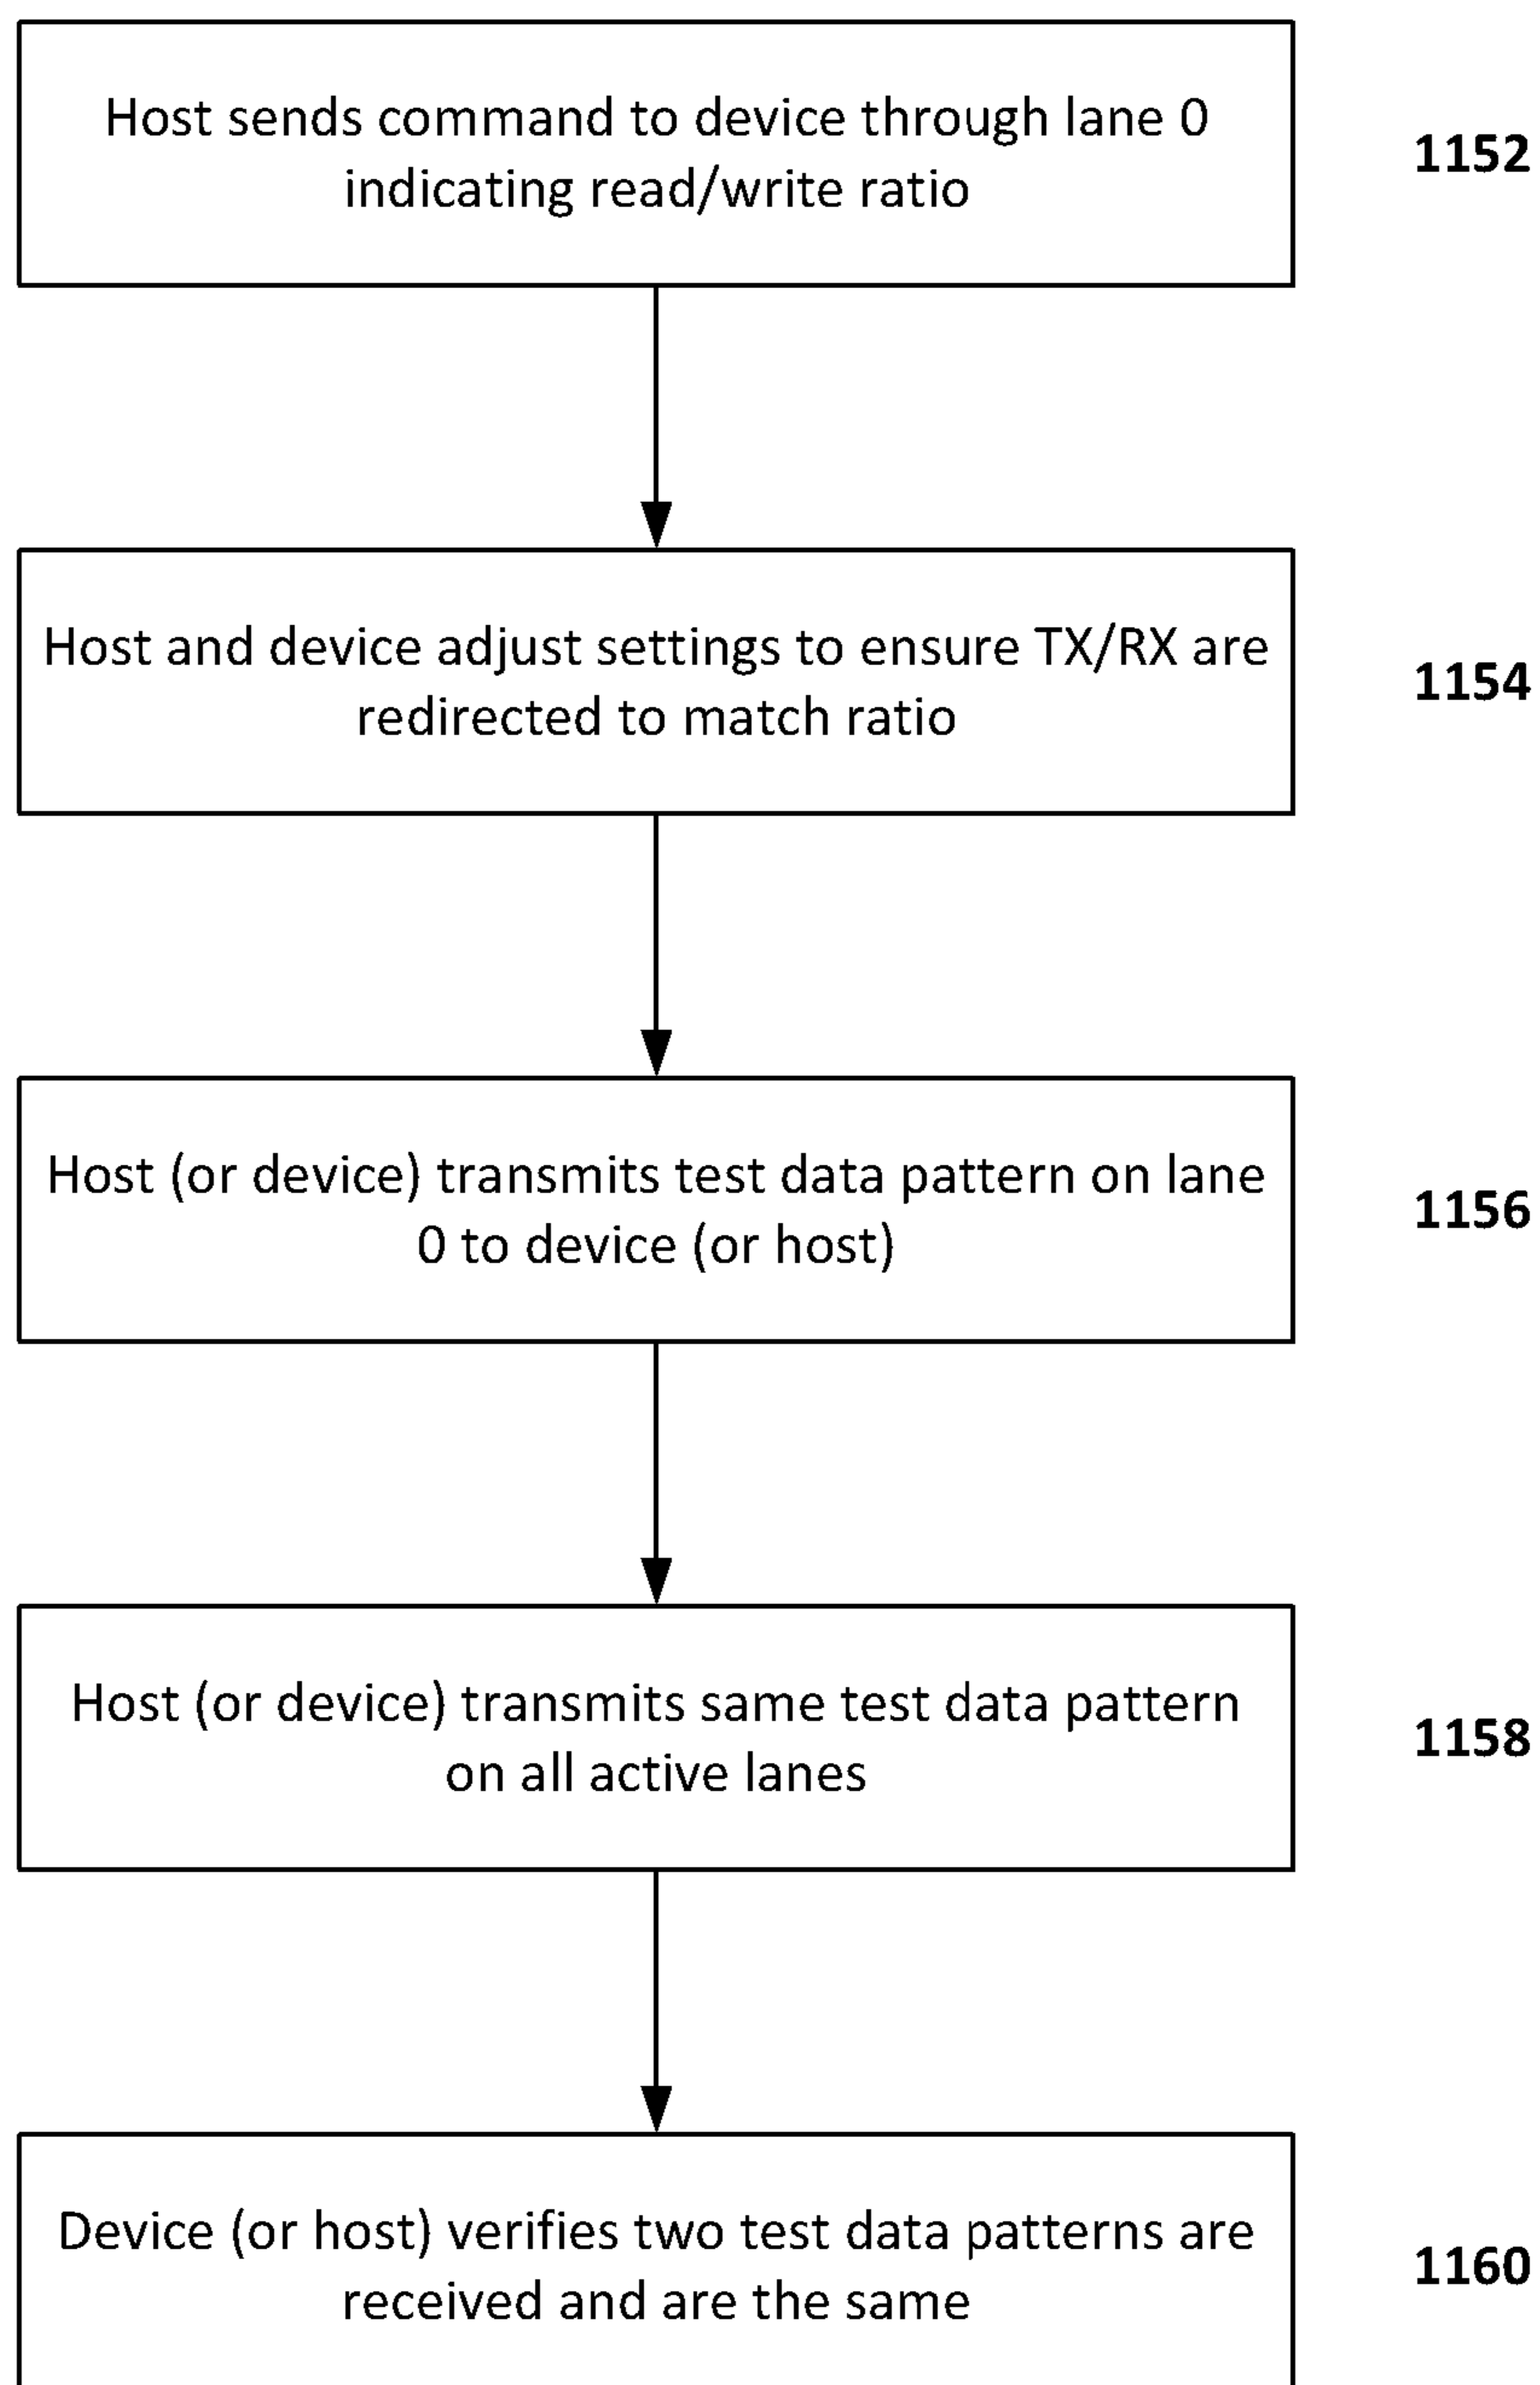 Host sends command to device through lane 0
indicating read/write ratio
1152
Host and device adjust settings to ensure TX/RX are
redirected to match ratio
1154
Host (or device) transmits test data pattern on lane
0 to device (or host)
1156
Host (or device) transmits same test data pattern
on all active lanes
1158
Device (or host) verifies two test data patterns are
received and are the same
1160